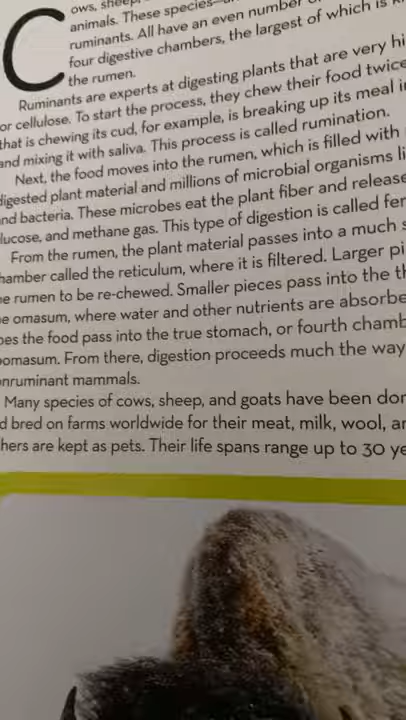 Cows, sheep,
animals. These species
ruminants. All have an even number
four digestive chambers, the largest of which is
the rumen.
Ruminants are experts at digesting plants that are very hi
or cellulose. To start the process, they chew their food twice
that is chewing its cud, for example, is breaking up its meal i
and mixing it with saliva. This process is called rumination.
Next, the food moves into the rumen, which is filled with
digested plant material and millions of microbial organisms li
nd bacteria. These microbes eat the plant fiber and release
lucose, and methane gas. This type of digestion is called fer
From the rumen, the plant material passes into a much s
hamber called the reticulum, where it is filtered. Larger pi
e rumen to be re-chewed. Smaller pieces pass into the th
e omasum, where water and other nutrients are absorbe
oes the food pass into the true stomach, or fourth chamb
omasum. From there, digestion proceeds much the way
nruminant mammals.
Many species of cows, sheep, and goats have been dom
d bred on farms worldwide for their meat, milk, wool, an
hers are kept as pets. Their life spans range up to 30 ye